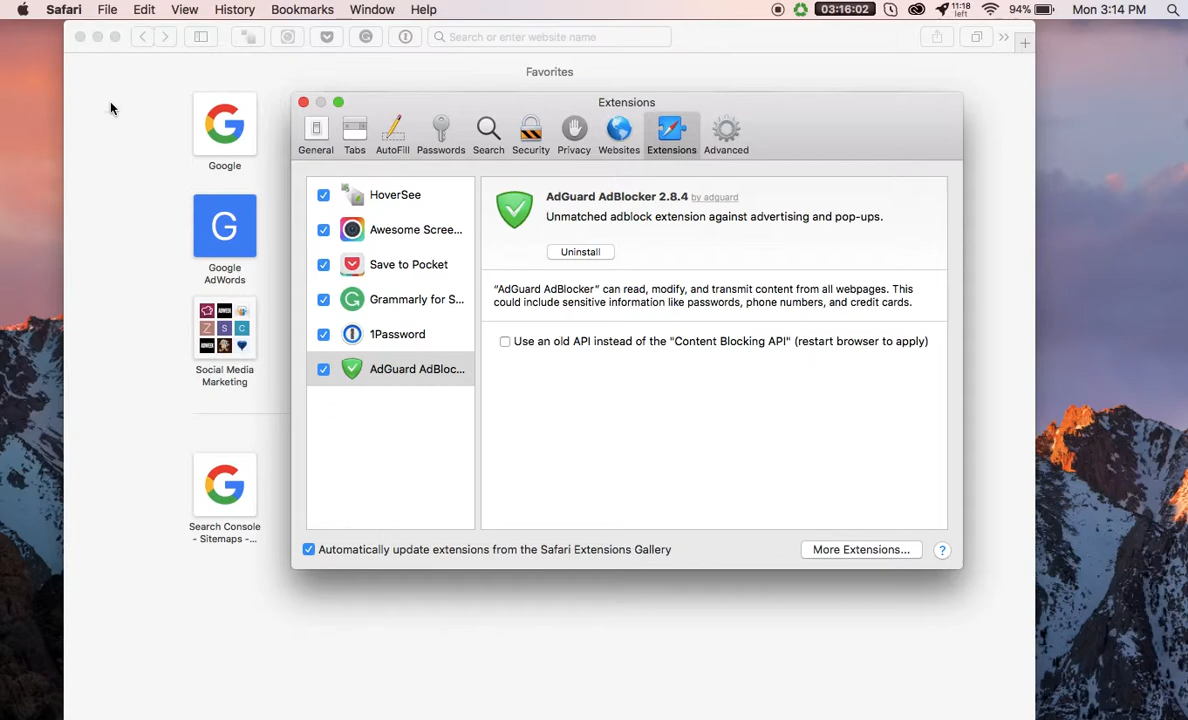 Safari File Edit View History Bookmarks Window Help 03:16:02 11:18 left 94% Mon 3:14 PM
Search or enter website name
Favorites
Google
Google
AdWords
Social Media
Marketing
Search Console
- Sitemaps -...
Extensions
General Tabs AutoFill Passwords Search Security Privacy Websites Extensions Advanced
HoverSee
Awesome Scree...
Save to Pocket
Grammarly for S...
1Password
AdGuard AdBloc...
AdGuard AdBlocker 2.8.4 by adguard
Unmatched adblock extension against advertising and pop-ups.
Uninstall
“AdGuard AdBlocker” can read, modify, and transmit content from all webpages. This
could include sensitive information like passwords, phone numbers, and credit cards.
Use an old API instead of the "Content Blocking API" (restart browser to apply)
Automatically update extensions from the Safari Extensions Gallery
More Extensions...
?